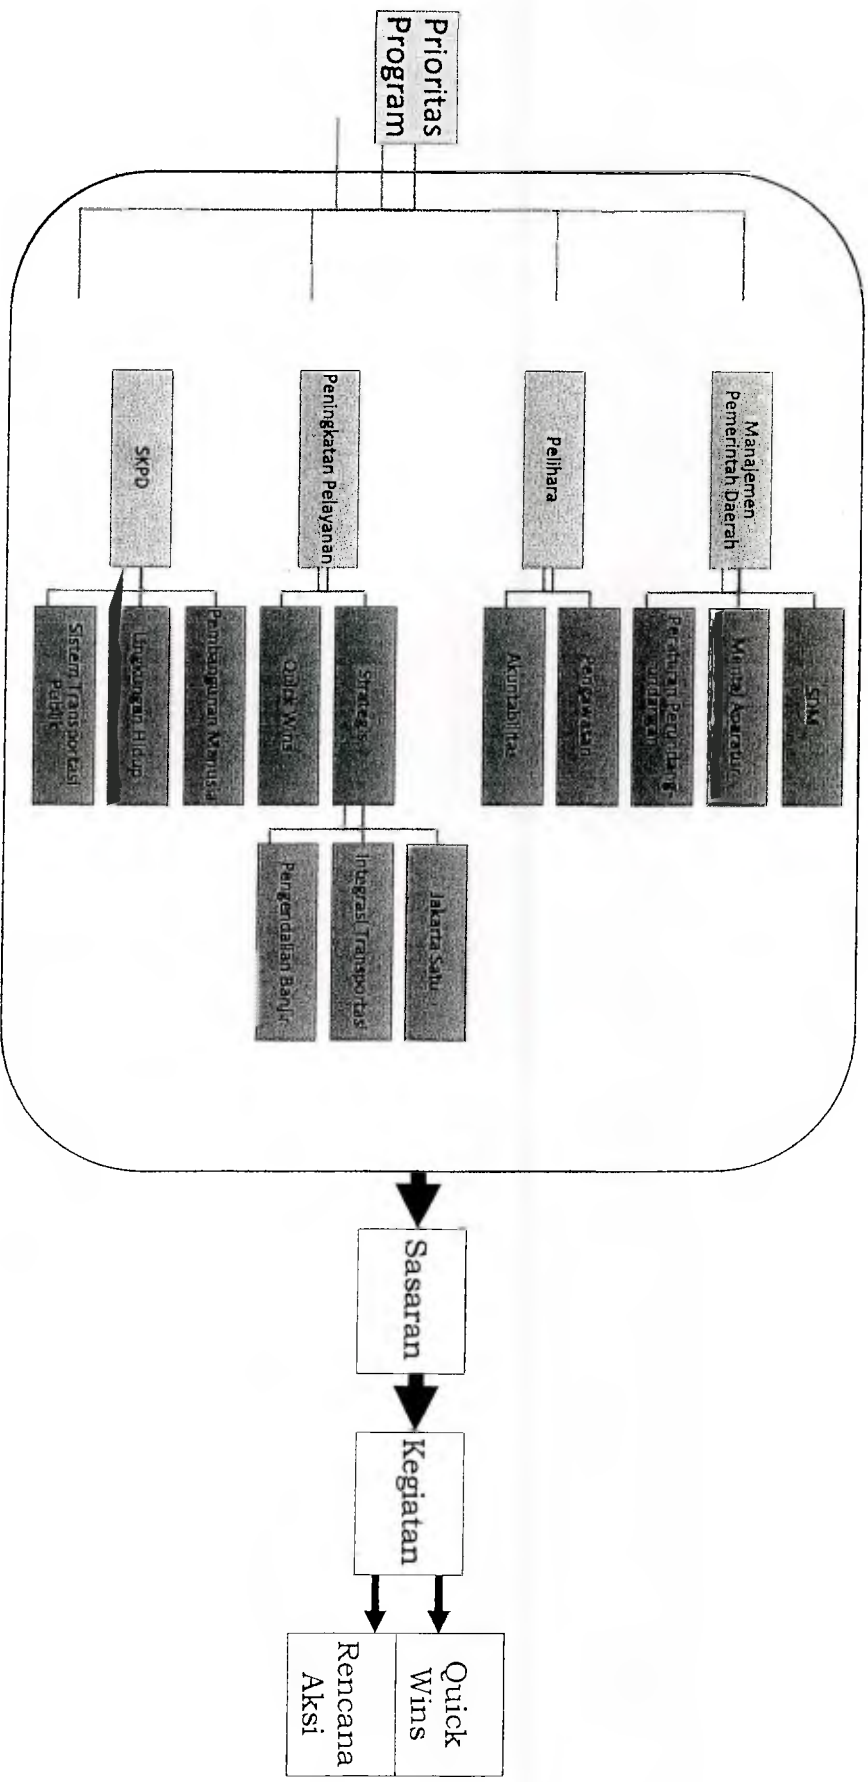 Prioritas
Program
Manajemen
Pemerintah Daerah
SDM
Mental Aparatur
Peraturan Perundang-
undangan
Pelihara
Pengawasan
Akuntabilitas
Peningkatan Pelayanan
Strategis
Jakarta Satu
Integrasi Transportasi
Pengendalian Banjir
Quick Wins
SKPD
Pembangunan Manusia
Lingkungan Hidup
Sistem Transportasi
Publik
Sasaran
Kegiatan
Quick
Wins
Rencana
Aksi